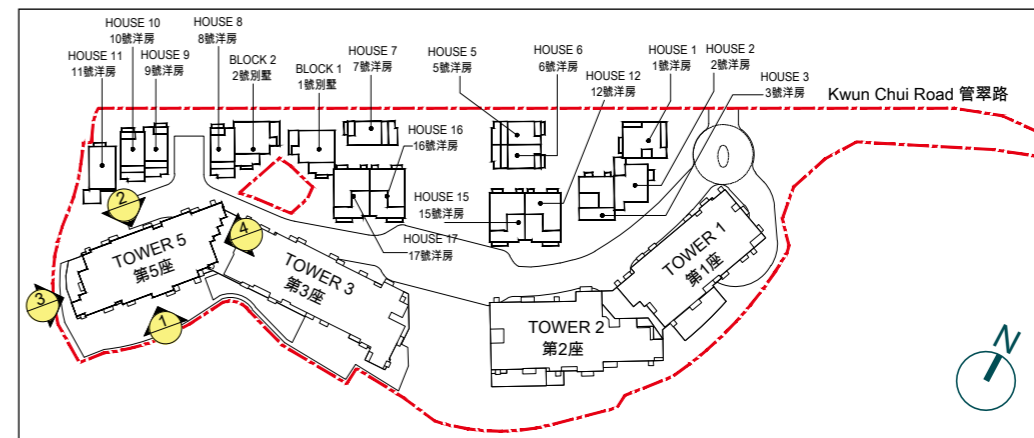 HOUSE 10
10號洋房
HOUSE 8
8號洋房
HOUSE 11
11號洋房
HOUSE 9
9號洋房
BLOCK 2
2號別墅
BLOCK 1
1號別墅
HOUSE 7
7號洋房
HOUSE 5
5號洋房
HOUSE 6
6號洋房
HOUSE 12
12號洋房
HOUSE 1
1號洋房
HOUSE 2
2號洋房
HOUSE 3
3號洋房
Kwun Chui Road 管翠路
HOUSE 16
16號洋房
HOUSE 15
15號洋房
HOUSE 17
17號洋房
2
4
3
1
TOWER 5
第5座
TOWER 3
第3座
TOWER 2
第2座
TOWER 1
第1座
N